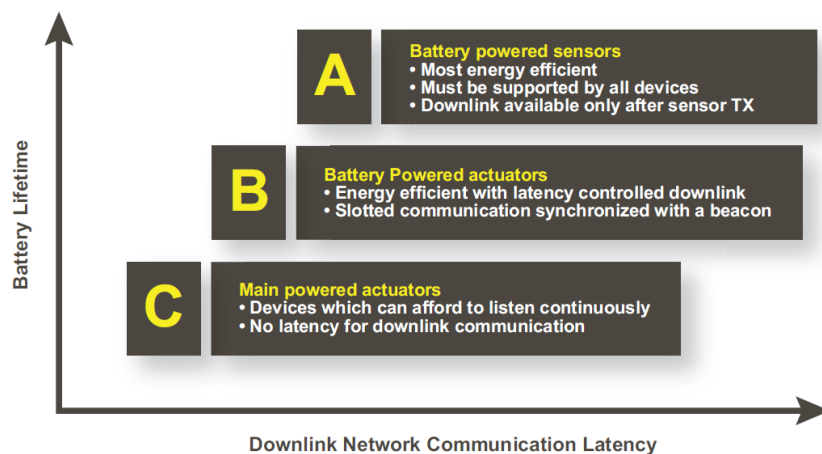 Battery Lifetime
A
Battery powered sensors
• Most energy efficient
• Must be supported by all devices
• Downlink available only after sensor TX
B
Battery Powered actuators
• Energy efficient with latency controlled downlink
• Slotted communication synchronized with a beacon
C
Main powered actuators
• Devices which can afford to listen continuously
• No latency for downlink communication
Downlink Network Communication Latency